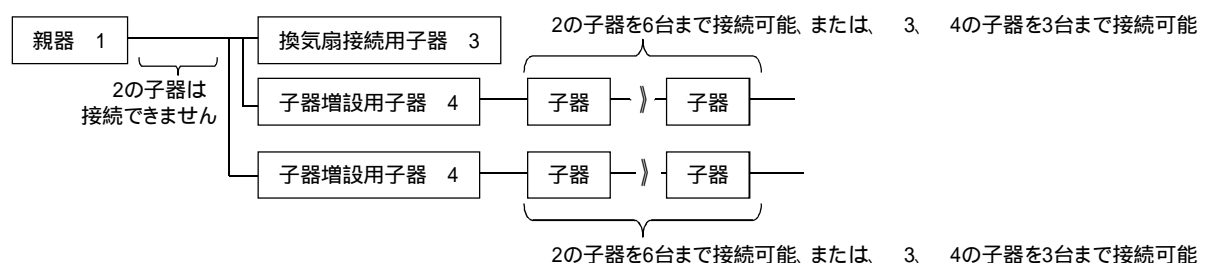 2の子器を6台まで接続可能、または、　3、　4の子器を3台まで接続可能
親器　1
換気扇接続用子器　3
2の子器は
接続できません
子器増設用子器　4
子器
子器
子器増設用子器　4
子器
子器
2の子器を6台まで接続可能、または、　3、　4の子器を3台まで接続可能